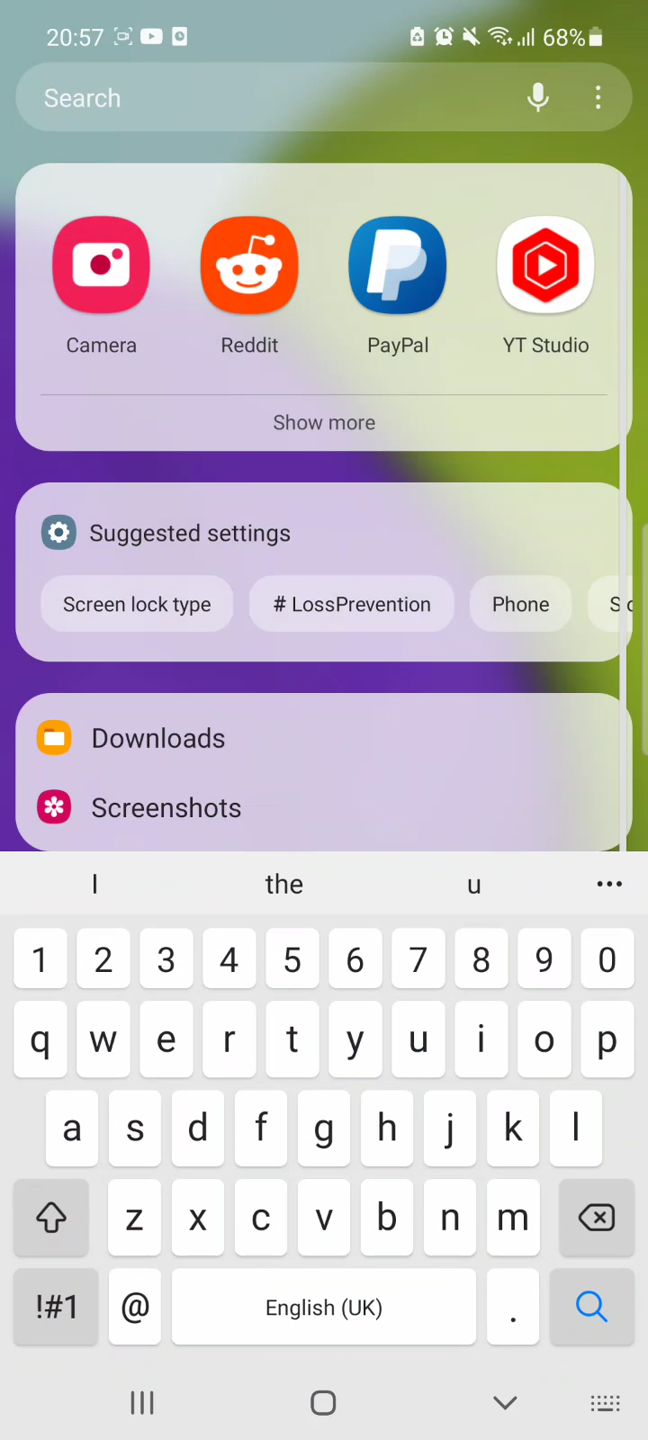 20:57 68%
Search
Camera Reddit PayPal YT Studio
Show more
Suggested settings
Screen lock type # LossPrevention Phone
Downloads
Screenshots
I the u
1 2 3 4 5 6 7 8 9 0
q w e r t y u i o p
a s d f g h j k l
z x c v b n m
!#1 @ English (UK) .